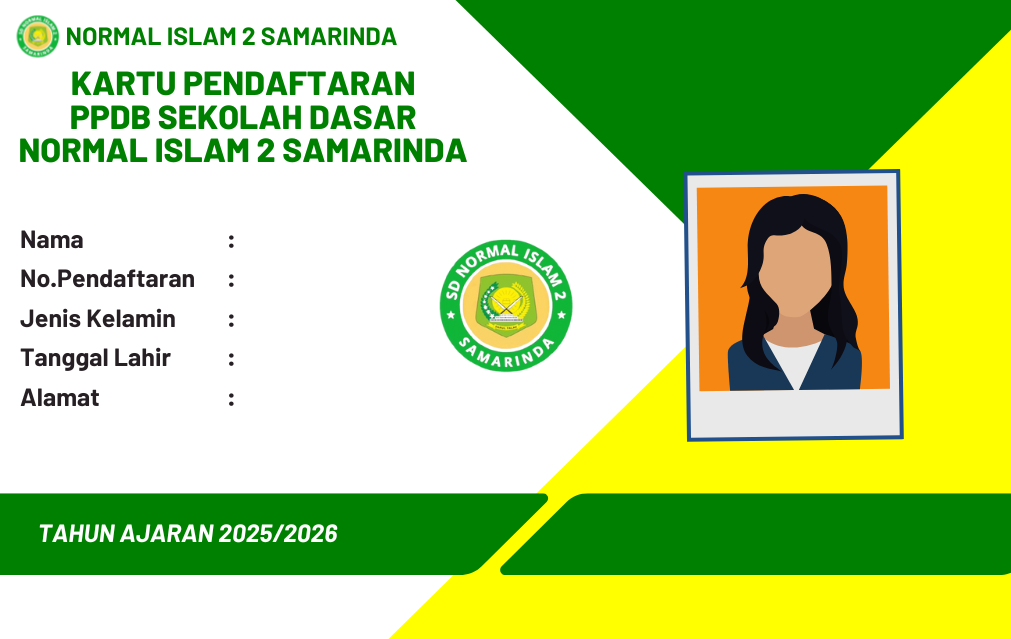 NORMAL ISLAM 2 SAMARINDA
KARTU PENDAFTARAN
PPDB SEKOLAH DASAR
NORMAL ISLAM 2 SAMARINDA
Nama :
No.Pendaftaran :
Jenis Kelamin :
Tanggal Lahir :
Alamat :
SD NORMAL ISLAM 2
SAMARINDA
TAHUN AJARAN 2025/2026